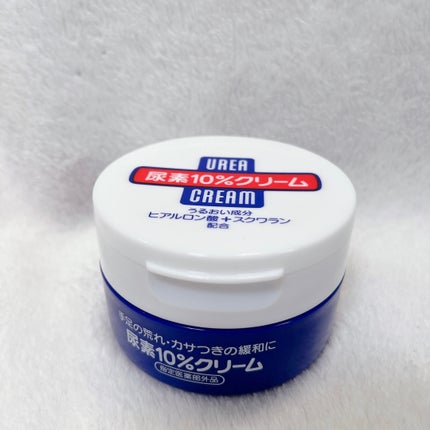 UREA
尿素10%クリーム
CREAM
うるおい成分
ヒアルロン酸+スクワラン
配合
手足の荒れ・カサつきの緩和に
尿素10%クリーム
指定医薬部外品